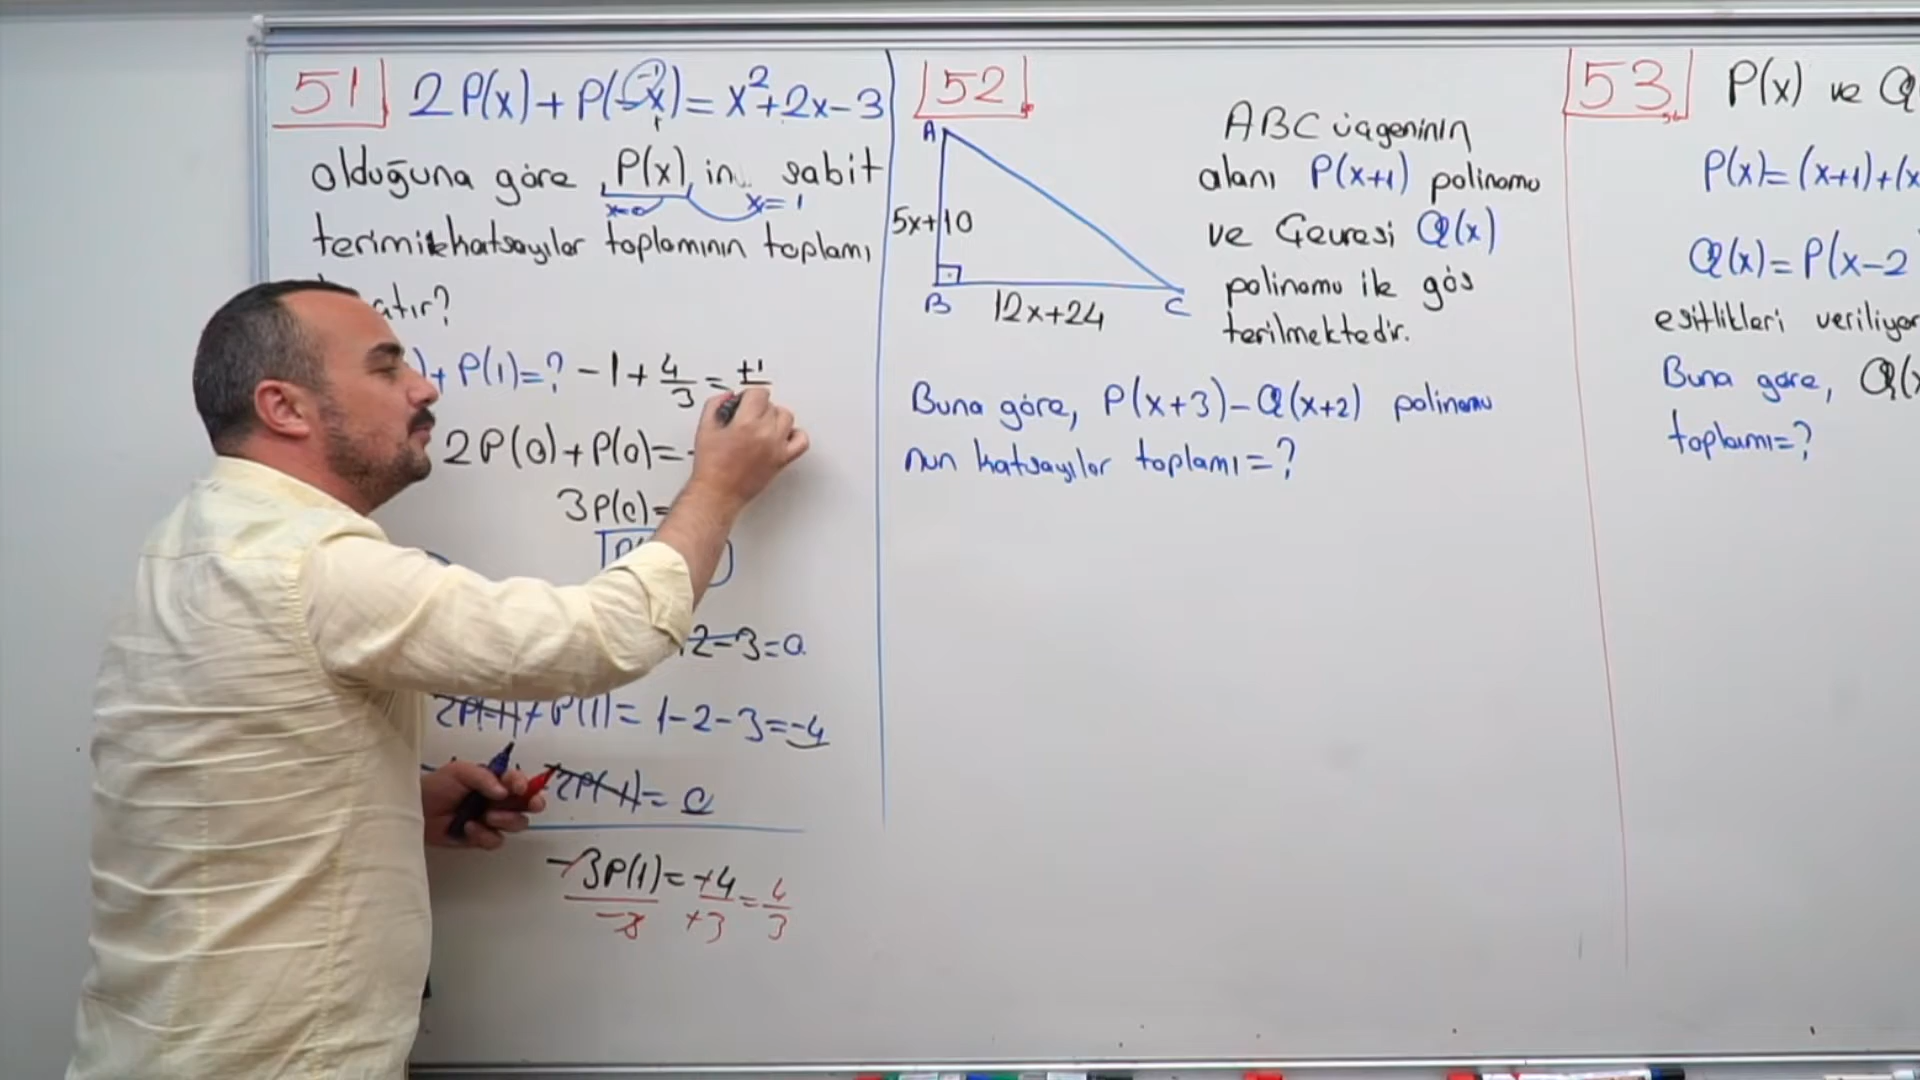 51 2P(x)+P(-x)=x²+2x-3
olduğuna göre P(x) in sabit
x=0 x=1
terimi katsayılar toplamının toplamı
+ P(1)=? -1+4/3=+1
2P(0)+P(0)=
3P(0)=
2-3=0
2P(-1)+P(1)=1-2-3=-4
2P(-1)=0
-3P(1)=+4/+3=4/3
52
A
5x+10
B 12x+24 C
ABC üçgeninin
alanı P(x+1) polinomu
ve Çevresi Q(x)
polinomu ile gös
terilmektedir.
Buna göre, P(x+3)-Q(x+2) polinomu
nun katsayılar toplamı=?
53 P(x) ve Q
P(x)=(x+1)+(x
Q(x)=P(x-2
eşitlikleri veriliyor
Buna göre, Q(x
toplamı=?